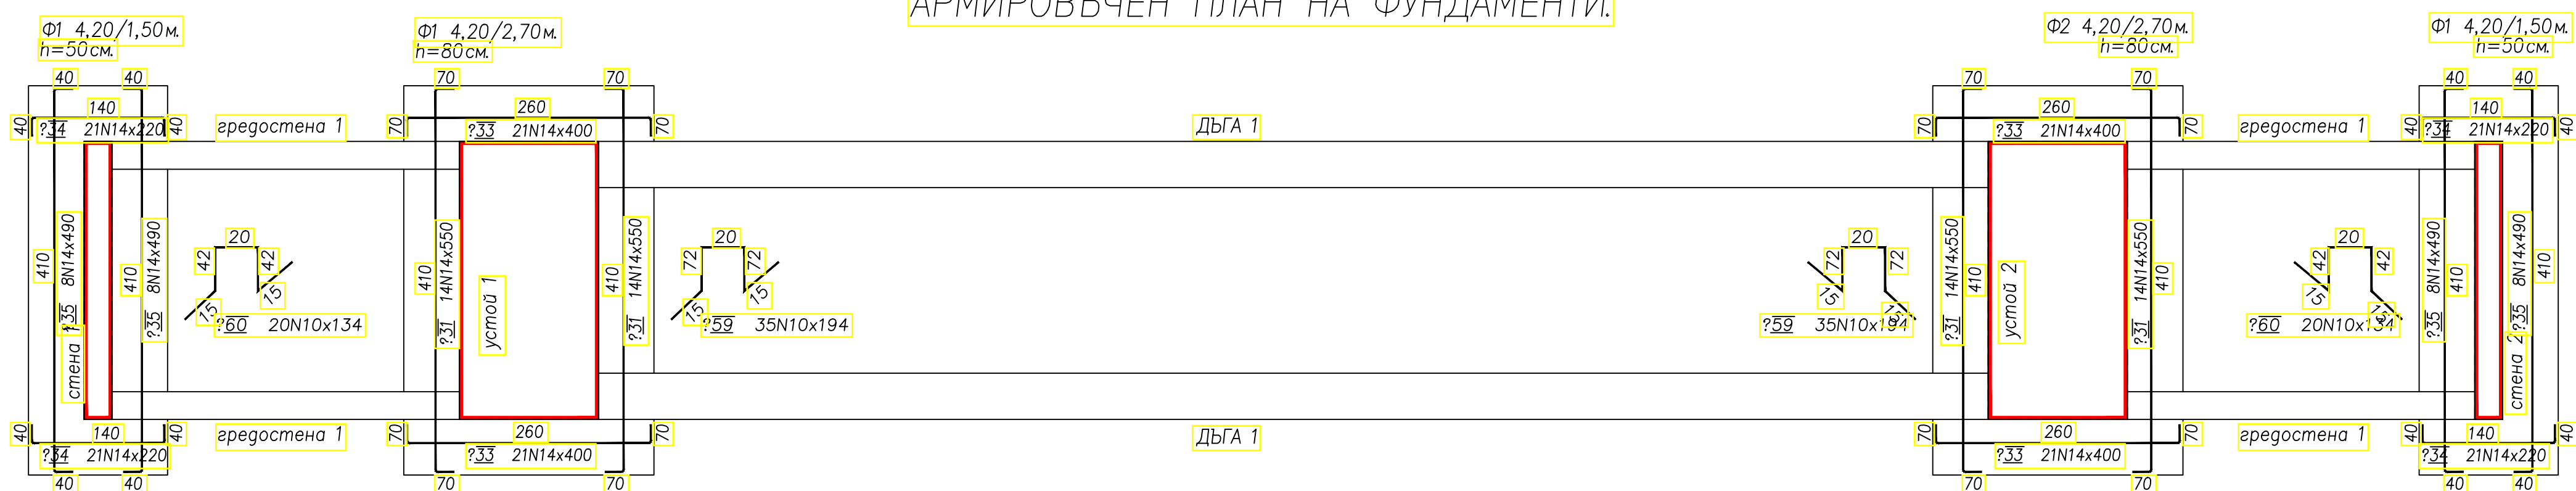 АРМИРОВЪЧЕН ПЛАН НА ФУНДАМЕНТИ.
Ф1 4,20/1,50м.
h=50см.
Ф1 4,20/2,70м.
h=80см.
Ф2 4,20/2,70м.
h=80см.
Ф1 4,20/1,50м.
h=50см.
40 40 70 70 70 70 40 40
140 260 260 140
40 ?34 21N14x220 40 гредостена 1 70 ?33 21N14x400 70 ДЪГА 1 70 ?33 21N14x400 70 гредостена 1 40 ?34 21N14x220 40
410
?35 8N14x490
стена 1
410
?35 8N14x490
20
42 42
15 15
?60 20N10x134
410
?31 14N14x550
устой 1
410
?31 14N14x550
20
72 72
15 15
?59 35N10x194
20
72 72
15 15
?59 35N10x194
?31 14N14x550
410
устой 2
?31 14N14x550
410
20
42 42
15 15
?60 20N10x134
?35 8N14x490
410
?35 8N14x490
стена 2
410
40 140 40 гредостена 1 70 260 70 ДЪГА 1 70 260 70 гредостена 1 40 140 40
?34 21N14x220 ?33 21N14x400 ?33 21N14x400 ?34 21N14x220
40 40 70 70 70 70 40 40